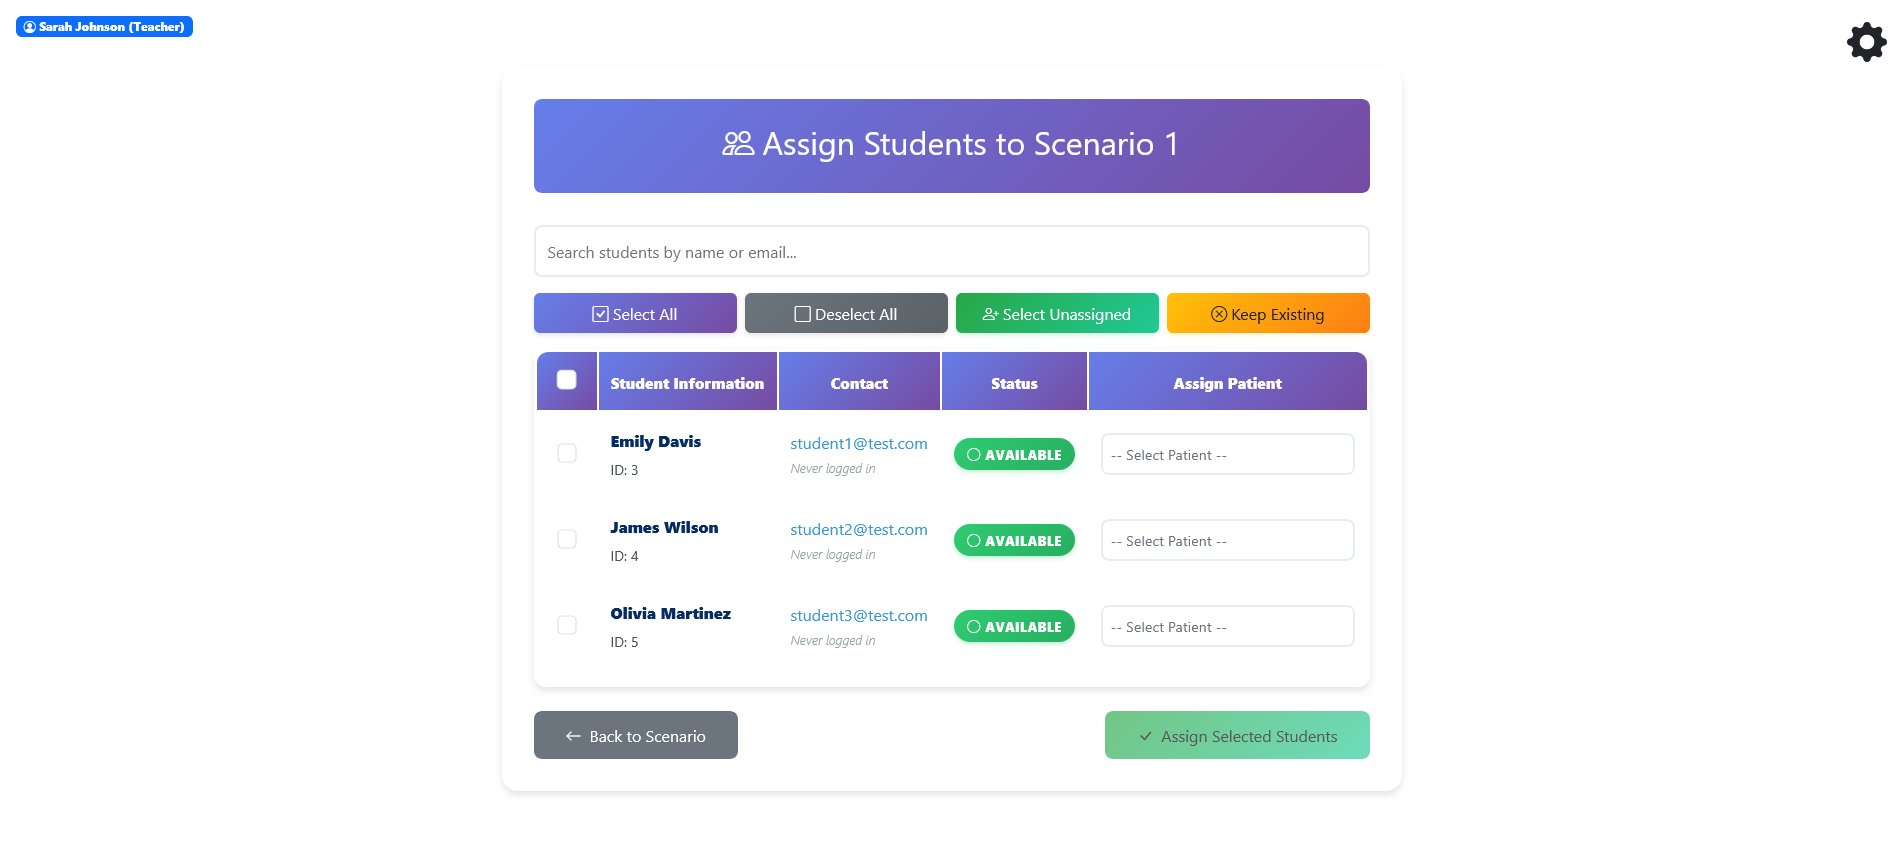 Sarah Johnson (Teacher)
Assign Students to Scenario 1
Search students by name or email...
Select All
Deselect All
Select Unassigned
Keep Existing
Student Information
Contact
Status
Assign Patient
Emily Davis
ID: 3
student1@test.com
Never logged in
AVAILABLE
-- Select Patient --
James Wilson
ID: 4
student2@test.com
Never logged in
AVAILABLE
-- Select Patient --
Olivia Martinez
ID: 5
student3@test.com
Never logged in
AVAILABLE
-- Select Patient --
Back to Scenario
Assign Selected Students